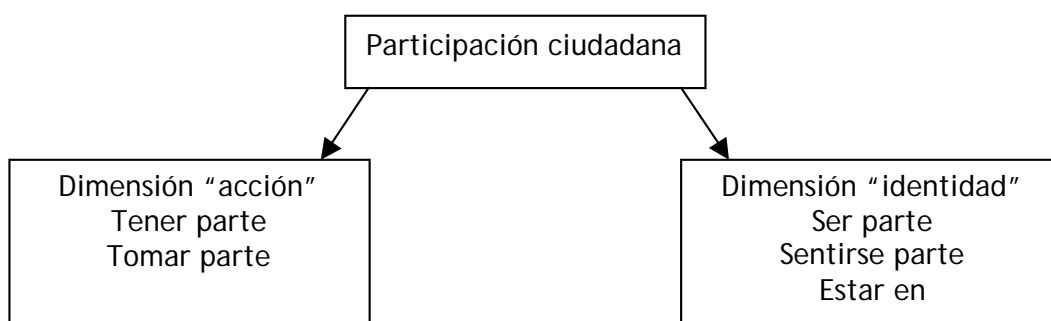 Participación ciudadana
Dimensión “acción”
Tener parte
Tomar parte
Dimensión “identidad”
Ser parte
Sentirse parte
Estar en